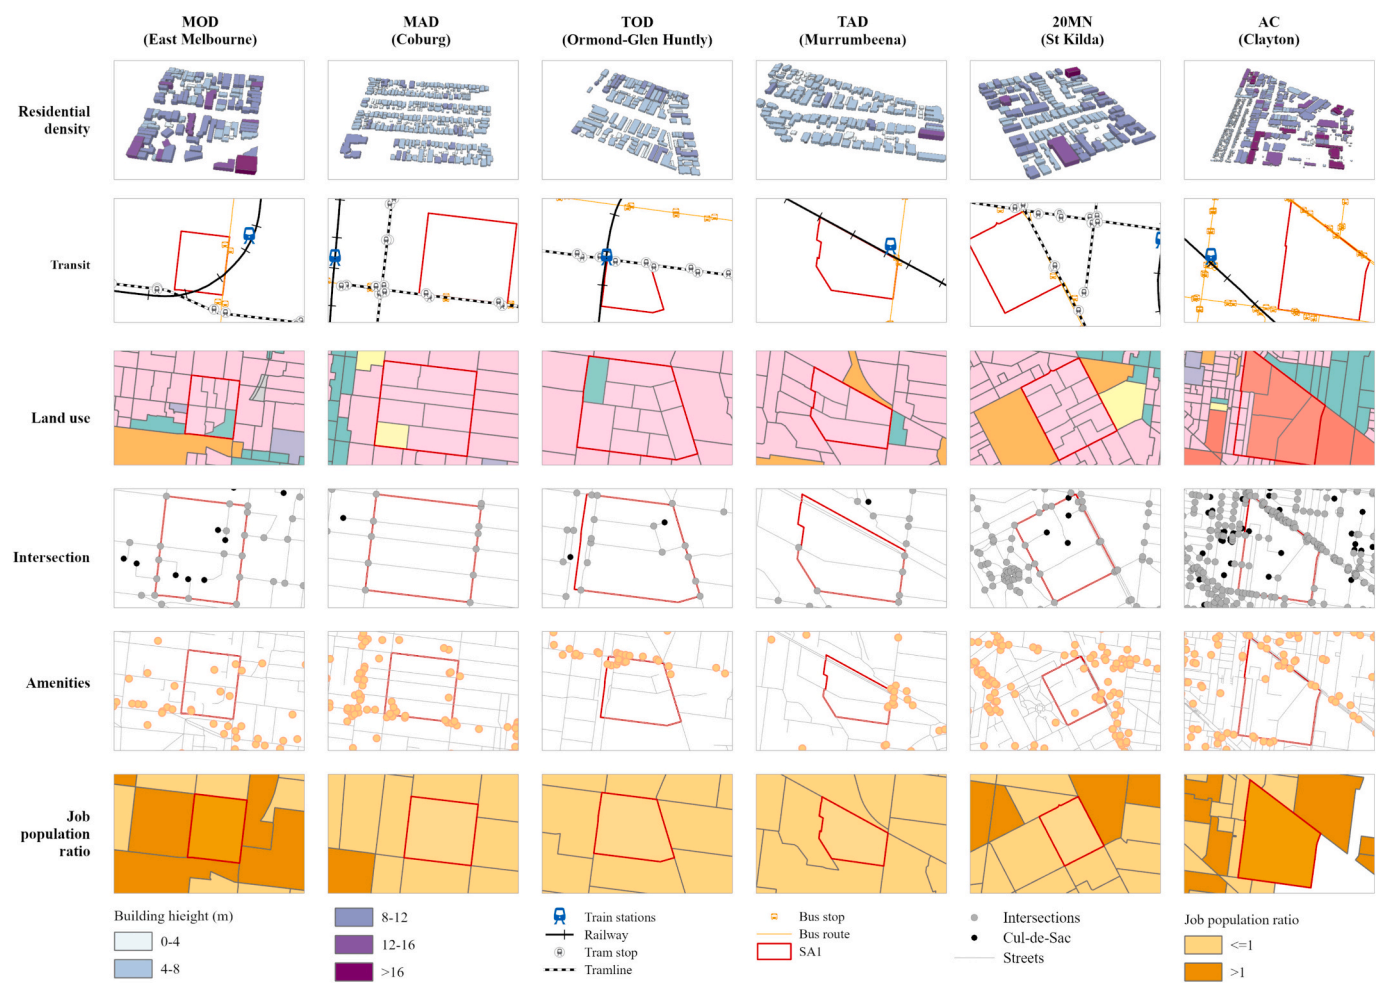 MOD MAD TOD TAD 20MN AC
(East Melbourne) (Coburg) (Ormond-Glen Huntly) (Murrumbeena) (St Kilda) (Clayton)
Residential
density
Transit
Land use
Intersection
Amenities
Job
population
ratio
Building hieight (m)
0-4
4-8
8-12
12-16
>16
Train stations
Railway
Tram stop
Tramline
Bus stop
Bus route
SA1
Intersections
Cul-de-Sac
Streets
Job population ratio
<=1
>1